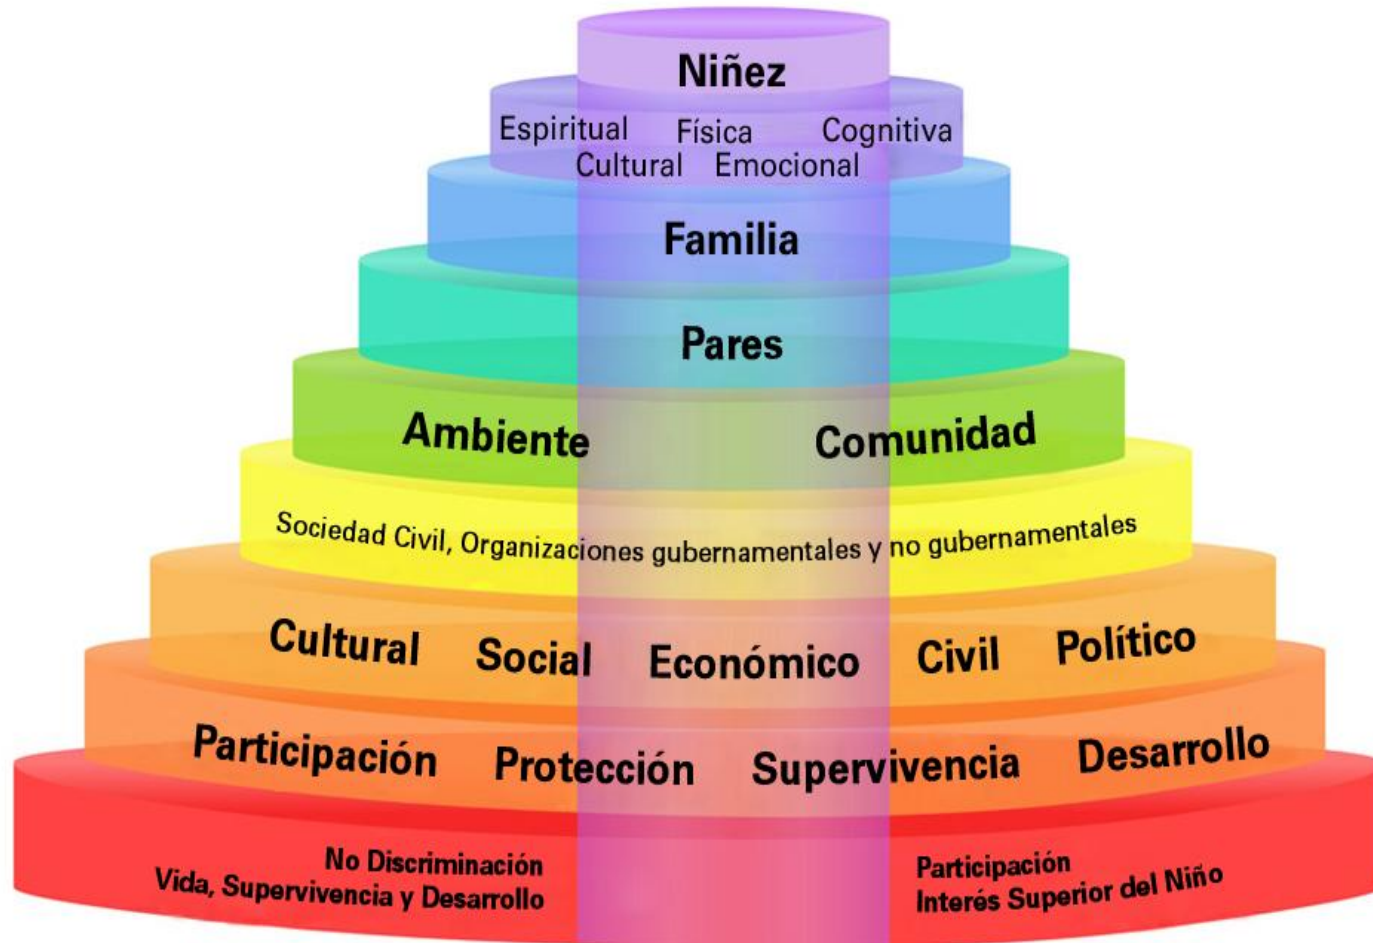 Niñez
Espiritual Física Cognitiva
Cultural Emocional
Familia
Pares
Ambiente Comunidad
Sociedad Civil, Organizaciones gubernamentales y no gubernamentales
Cultural Social Económico Civil Político
Participación Protección Supervivencia Desarrollo
No Discriminación
Vida, Supervivencia y Desarrollo
Participación
Interés Superior del Niño